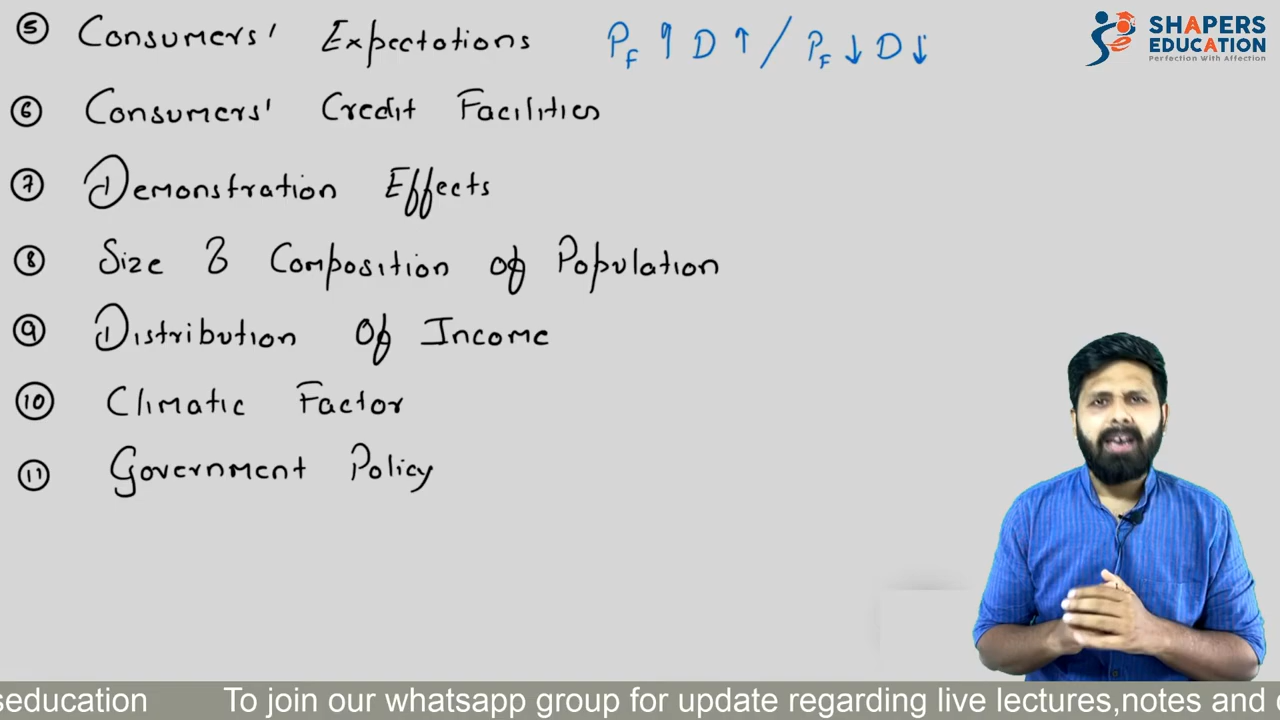 ⑤ Consumers' Expectations P_F ↑ D ↑ / P_F ↓ D ↓
⑥ Consumers' Credit Facilities
⑦ Demonstration Effects
⑧ Size & Composition of Population
⑨ Distribution Of Income
⑩ Climatic Factor
⑪ Government Policy
SHAPERS
EDUCATION
Perfection With Affection
seducation To join our whatsapp group for update regarding live lectures,notes and